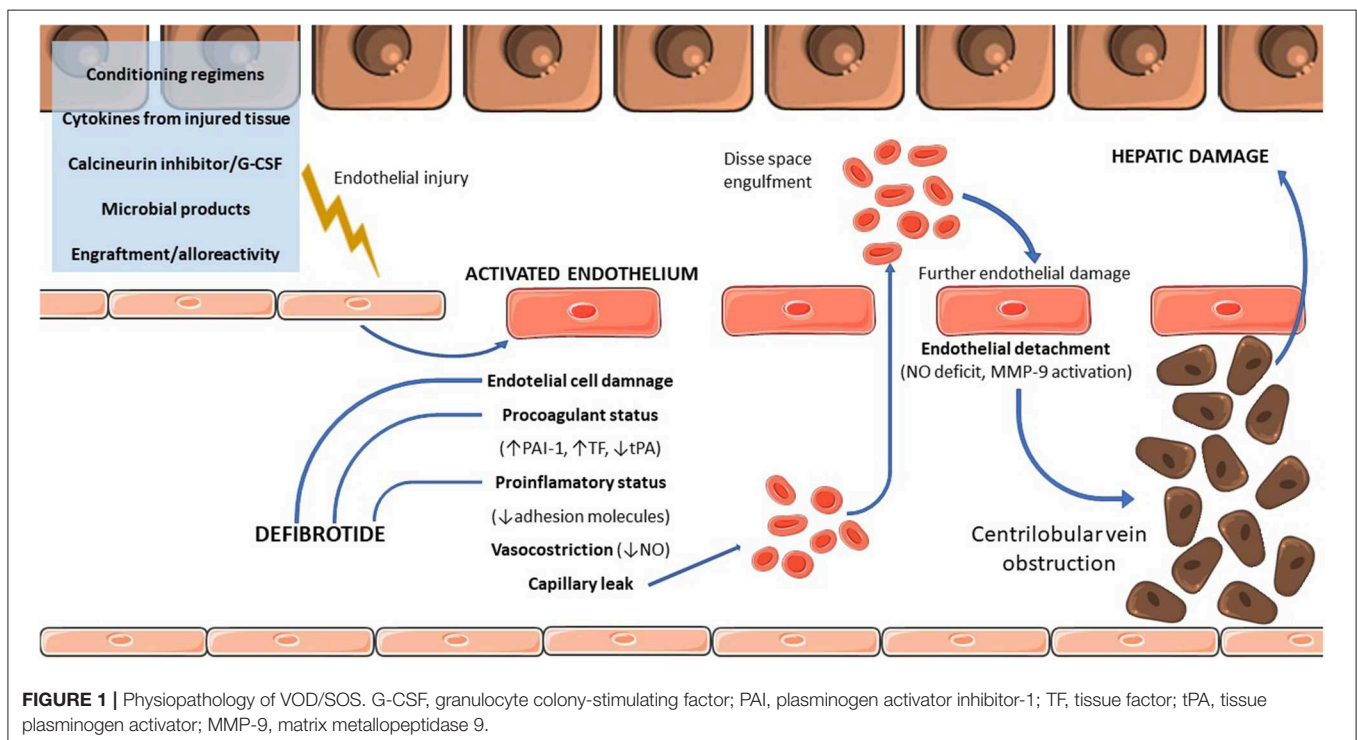 Conditioning regimens
Cytokines from injured tissue
Calcineurin inhibitor/G-CSF
Microbial products
Engraftment/alloreactivity
Endothelial injury
ACTIVATED ENDOTHELIUM
Endotelial cell damnage
Procoagulant status
(↑PAI-1, ↑TF, ↓tPA)
Proinflamatory status
(↓adhesion molecules)
Vasocostriction (↓NO)
Capillary leak
DEFIBROTIDE
Disse space
engulfment
Further endothelial damage
Endothelial detachment
(NO deficit, MMP-9 activation)
Centrilobular vein
obstruction
HEPATIC DAMAGE
FIGURE 1 | Physiopathology of VOD/SOS. G-CSF, granulocyte colony-stimulating factor; PAI, plasminogen activator inhibitor-1; TF, tissue factor; tPA, tissue
plasminogen activator; MMP-9, matrix metallopeptidase 9.